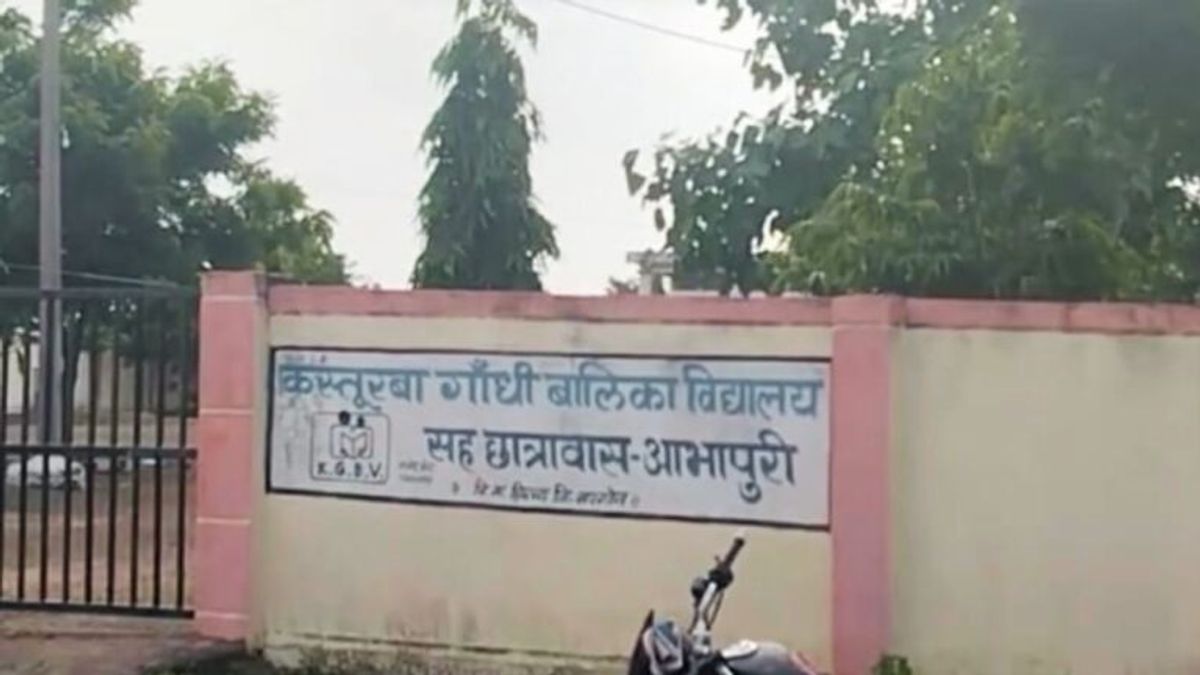 कस्तूरबा गाँधी बालिका विद्यालय
सह छात्रावास-आभापुरी
K.G.B.V.